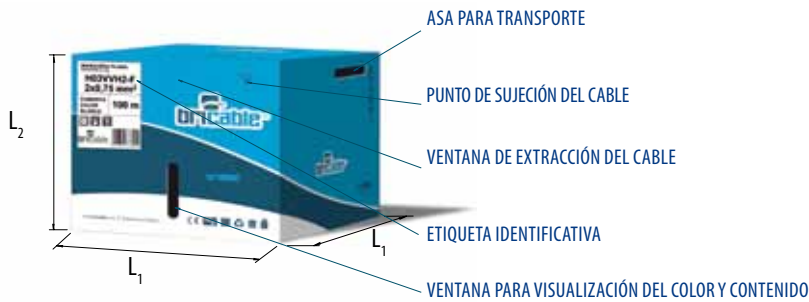 ASA PARA TRANSPORTE
H03VVH2-F
2x0,75 mm²
100 m
PUNTO DE SUJECIÓN DEL CABLE
bricable
L2
VENTANA DE EXTRACCIÓN DEL CABLE
ETIQUETA IDENTIFICATIVA
L1
L1
VENTANA PARA VISUALIZACIÓN DEL COLOR Y CONTENIDO